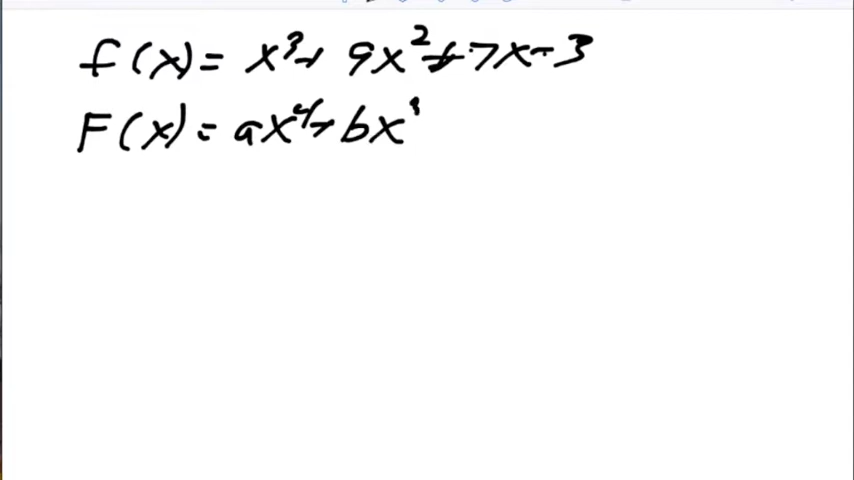 f(x) = x³ + 9x² + 7x - 3
F(x) = ax⁴ + bx³